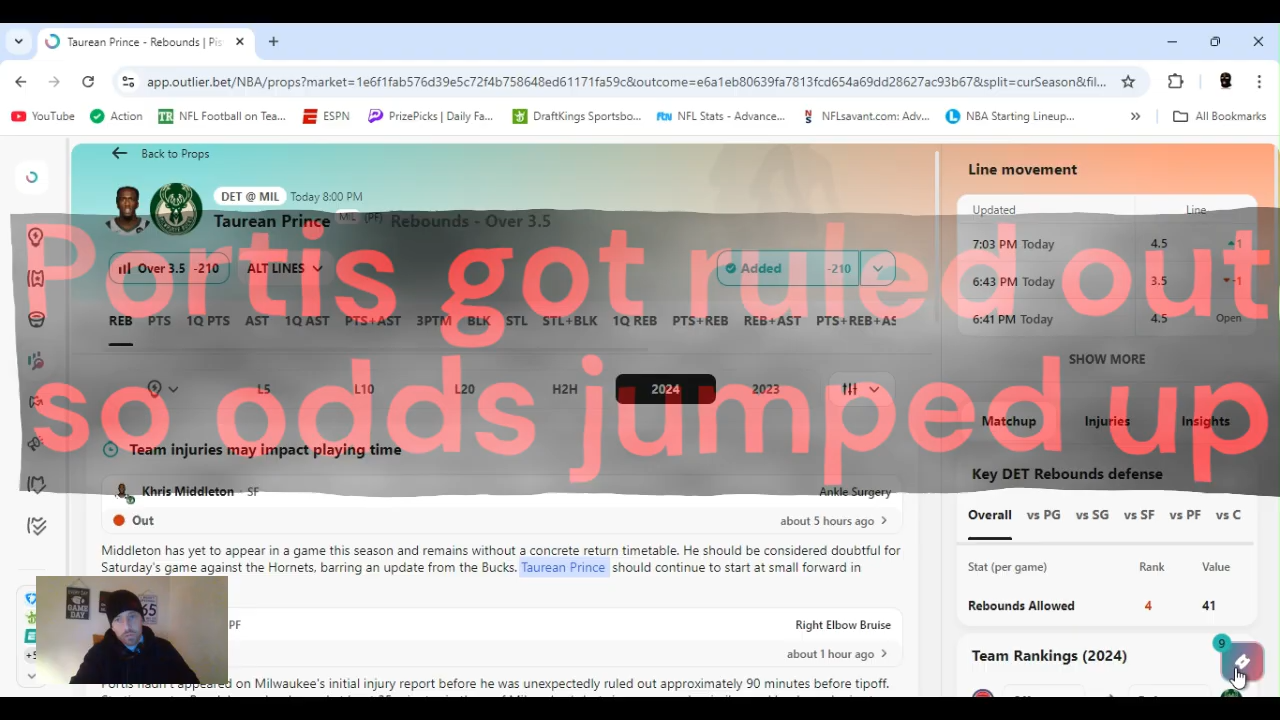 Taurean Prince - Rebounds | Pis
app.outlier.bet/NBA/props?market=1e6f1fab576d39e5c72f4b758648ed61171fa59c&outcome=e6a1eb80639fa7813fcd654a69dd28627ac93b67&split=curSeason&fil...
YouTube Action NFL Football on Tea... ESPN PrizePicks | Daily Fa... DraftKings Sportsbo... NFL Stats - Advance... NFLsavant.com: Adv... NBA Starting Lineup... All Bookmarks
Back to Props
DET @ MIL Today 8:00 PM
Taurean Prince MIL (PF) Rebounds - Over 3.5
Portis got ruled out
so odds jumped up
Over 3.5 -210 ALT LINES Added -210
REB PTS 1Q PTS AST 1Q AST PTS+AST 3PTM BLK STL STL+BLK 1Q REB PTS+REB REB+AST PTS+REB+AS
L5 L10 L20 H2H 2024 2023
Team injuries may impact playing time
Khris Middleton · SF Ankle Surgery
Out about 5 hours ago
Middleton has yet to appear in a game this season and remains without a concrete return timetable. He should be considered doubtful for
Saturday's game against the Hornets, barring an update from the Bucks. Taurean Prince should continue to start at small forward in
PF Right Elbow Bruise
about 1 hour ago
Portis hadn't appeared on Milwaukee's initial injury report before he was unexpectedly ruled out approximately 90 minutes before tipoff.
Line movement
Updated Line
7:03 PM Today 4.5 1
6:43 PM Today 3.5 -1
6:41 PM Today 4.5 Open
SHOW MORE
Matchup Injuries Insights
Key DET Rebounds defense
Overall vs PG vs SG vs SF vs PF vs C
Stat (per game) Rank Value
Rebounds Allowed 4 41
Team Rankings (2024)
9
GAME
DAY
65